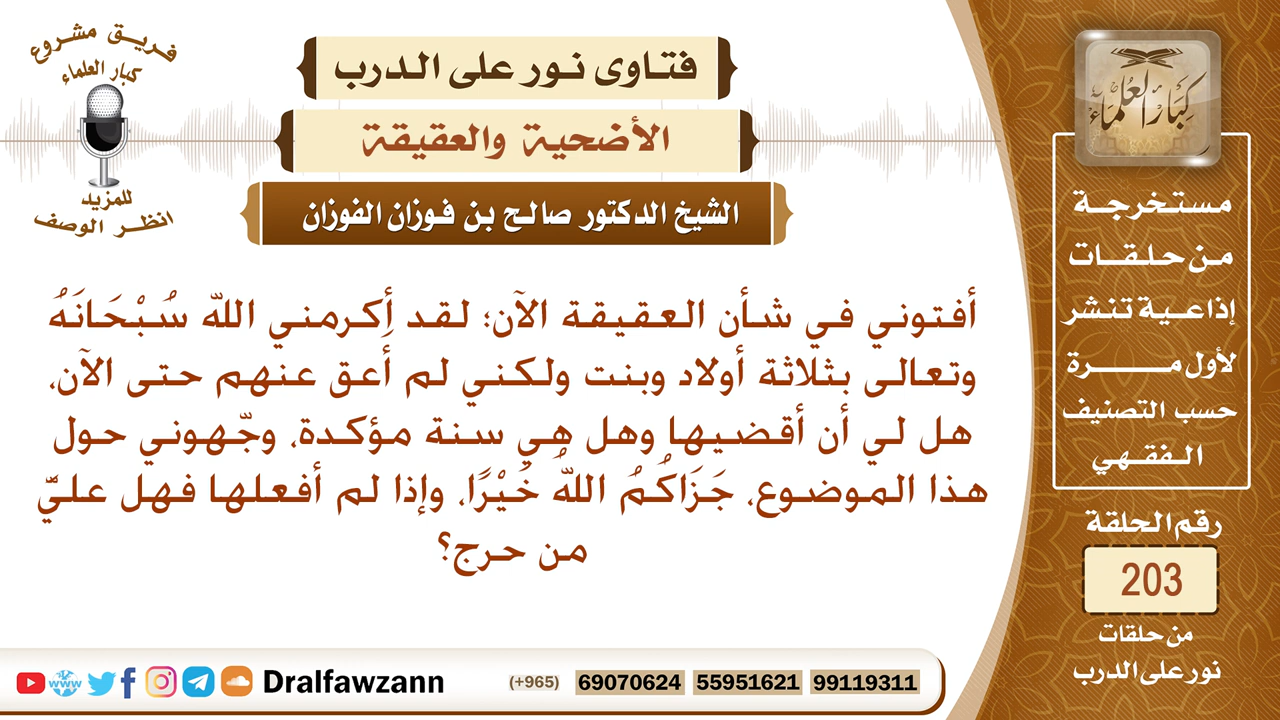 فريق مشروع
كبار العلماء
للمزيد
انظر الوصف
فتاوى نور على الدرب
الأضحية والعقيقة
الشيخ الدكتور صالح بن فوزان الفوزان
أفتوني في شأن العقيقة الآن؛ لقد أكرمني الله سُبْحَانَهُ
وتعالى بثلاثة أولاد وبنت ولكني لم أعق عنهم حتى الآن،
هل لي أن أقضيها وهل هي سنة مؤكدة، وجّهوني حول
هذا الموضوع، جَزَاكُمُ اللهُ خَيْرًا، وإذا لم أفعلها فهل عليّ
من حرج؟
كِبَارُ العُلَمَاء
مستخرجة
من حلقات
إذاعية تنشر
لأول مرة
حسب التصنيف
الفقهي
رقم الحلقة
203
من حلقات
نور على الدرب
www
Dralfawzann
(+965) 69070624 55951621 99119311